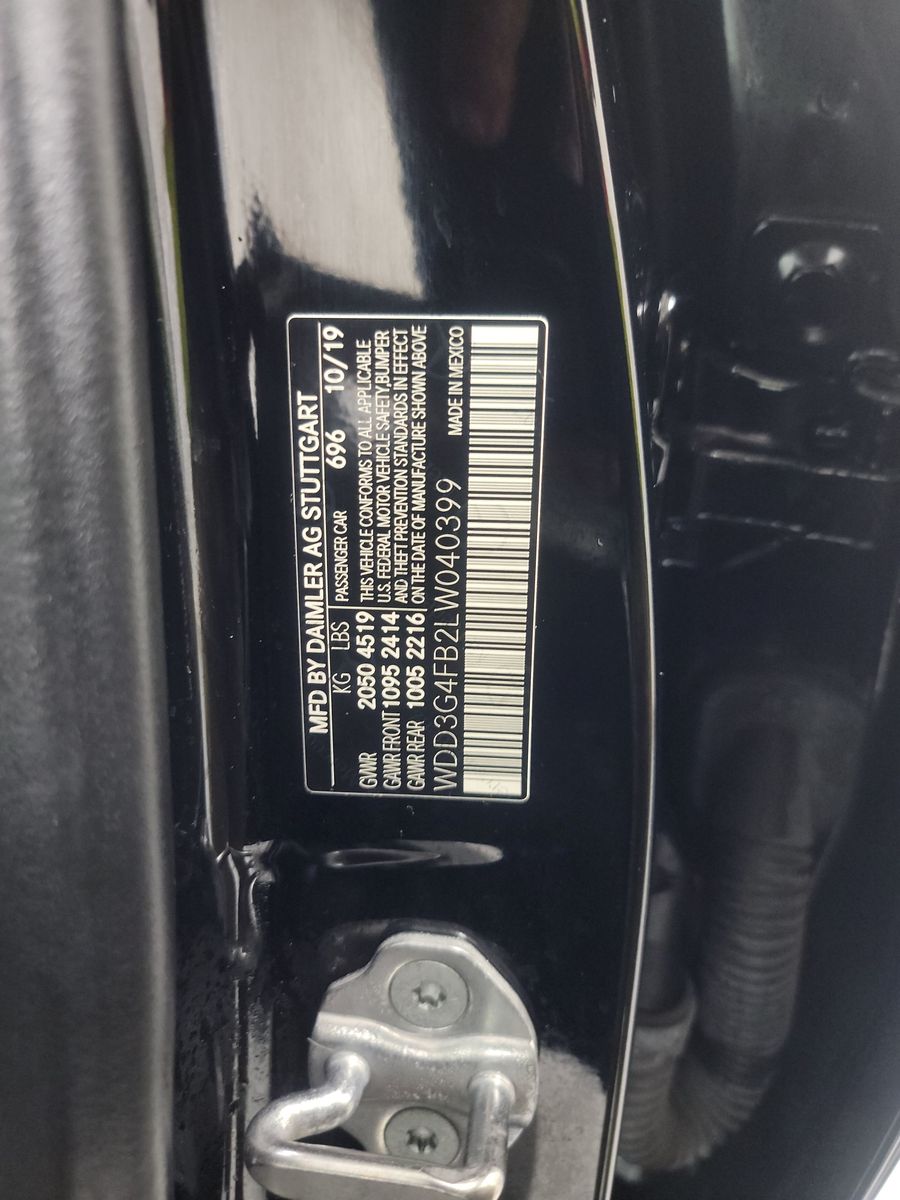 MFD BY DAIMLER AG STUTTGART
KG LBS PASSENGER CAR 696 10/19
GVWR 2050 4519 THIS VEHICLE CONFORMS TO ALL APPLICABLE
GAWR FRONT 1095 2414 U.S. FEDERAL MOTOR VEHICLE SAFETY,BUMPER
GAWR REAR 1005 2216 AND THEFT PREVENTION STANDARDS IN EFFECT
ON THE DATE OF MANUFACTURE SHOWN ABOVE
WDD3G4FB2LW040399 MADE IN MEXICO